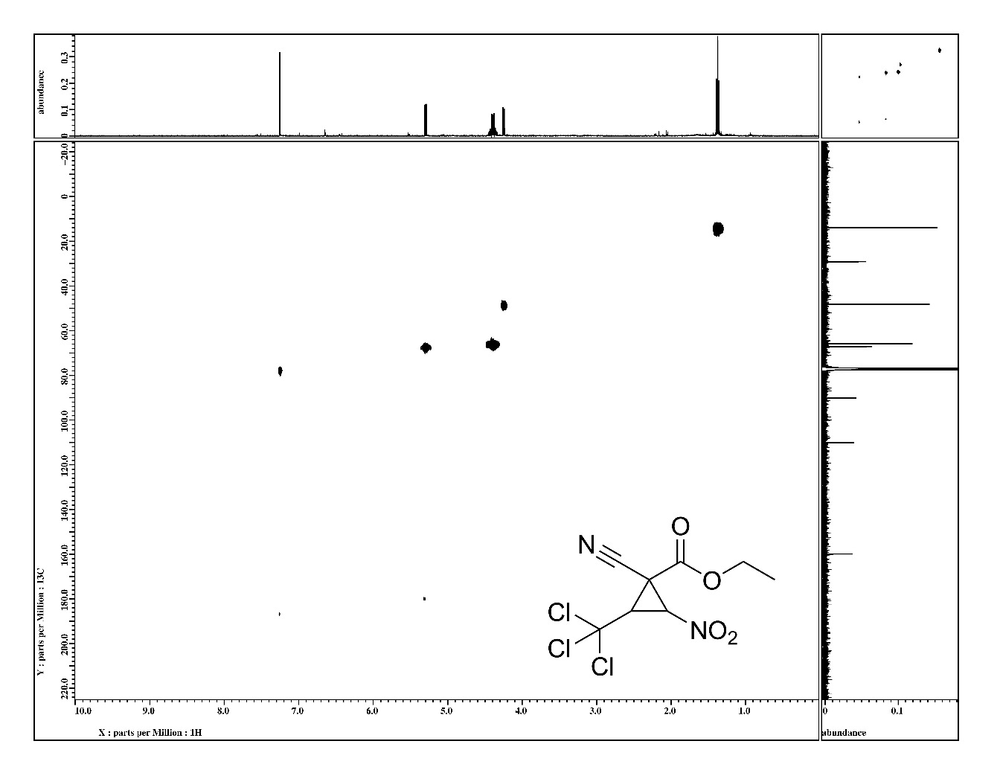 abundance
0 0.1 0.2 0.3
Y : parts per Million : 13C
-20.0 0 20.0 40.0 60.0 80.0 100.0 120.0 140.0 160.0 180.0 200.0 220.0
N
O
O
Cl
Cl
Cl
NO2
10.0 9.0 8.0 7.0 6.0 5.0 4.0 3.0 2.0 1.0
X : parts per Million : 1H
0 0.1
abundance